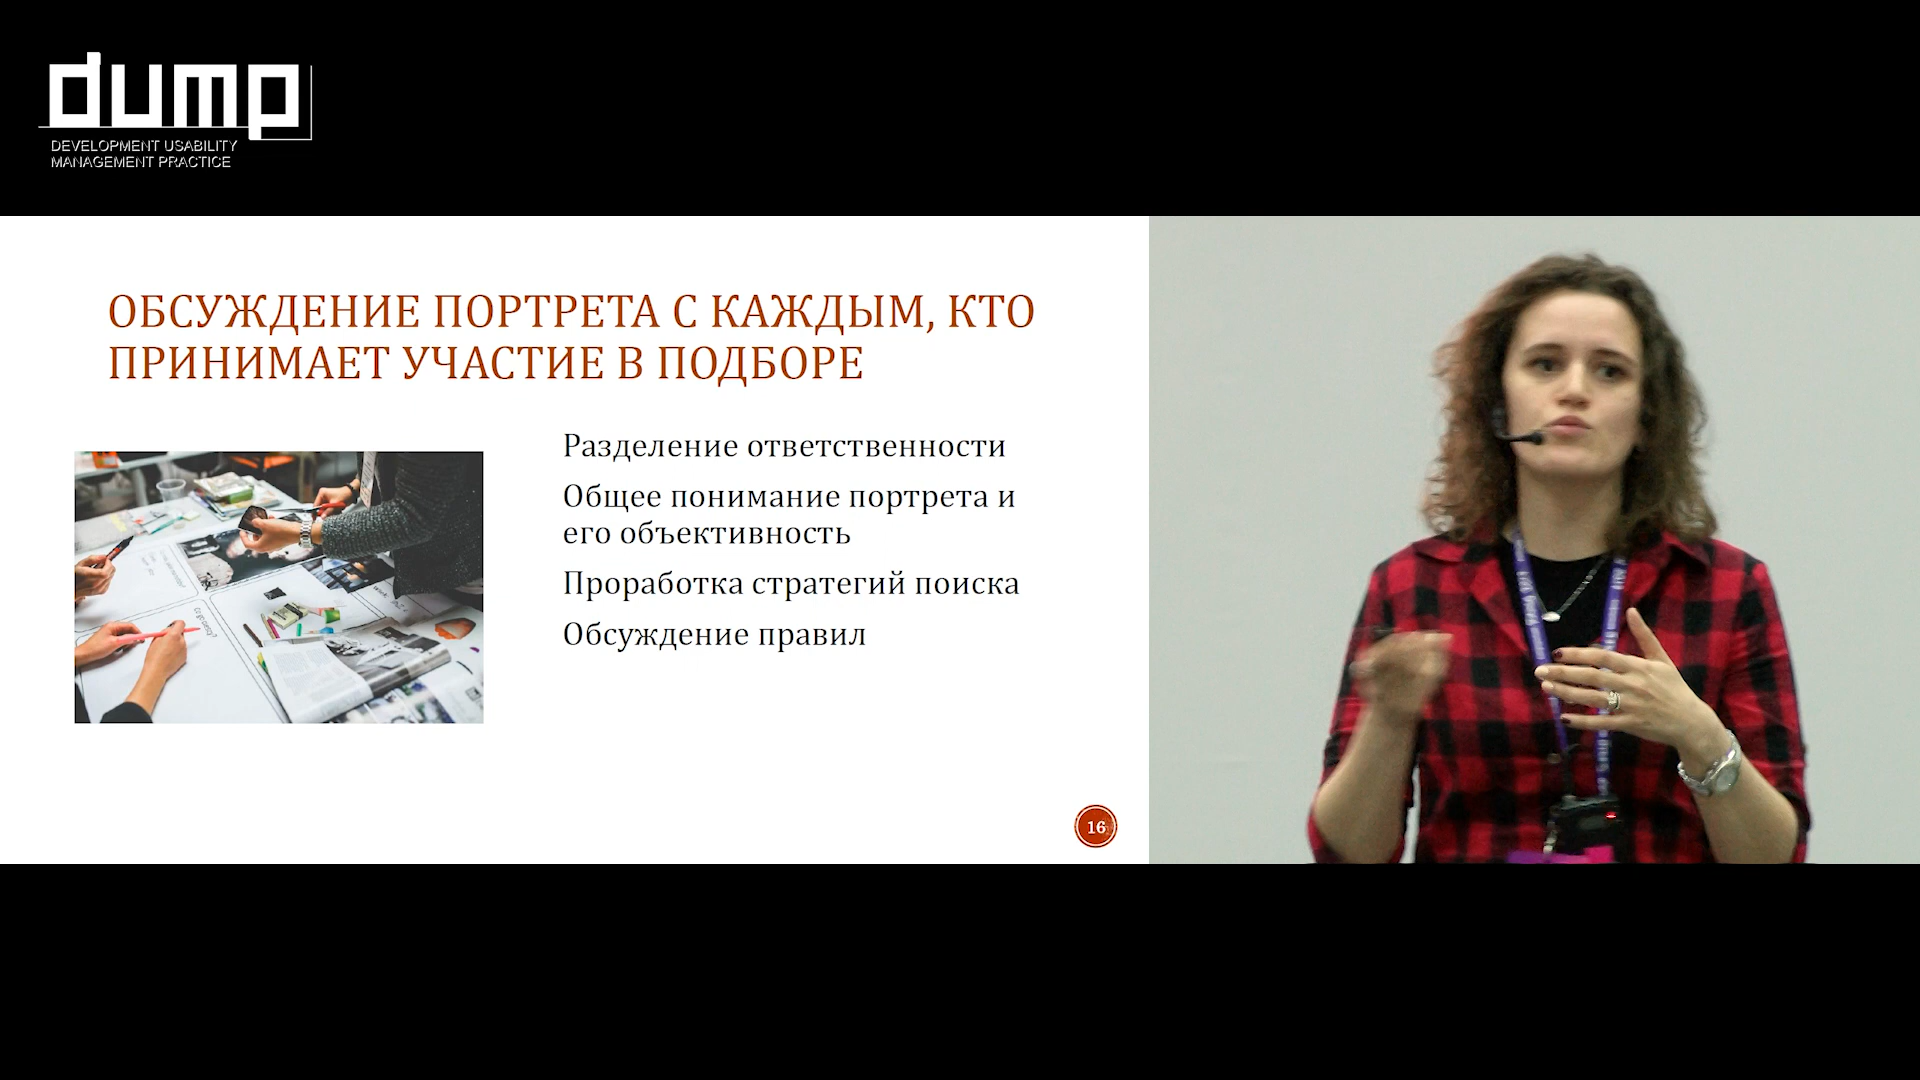 dump
DEVELOPMENT USABILITY
MANAGEMENT PRACTICE
ОБСУЖДЕНИЕ ПОРТРЕТА С КАЖДЫМ, КТО
ПРИНИМАЕТ УЧАСТИЕ В ПОДБОРЕ
Разделение ответственности
Общее понимание портрета и
его объективность
Проработка стратегий поиска
Обсуждение правил
16